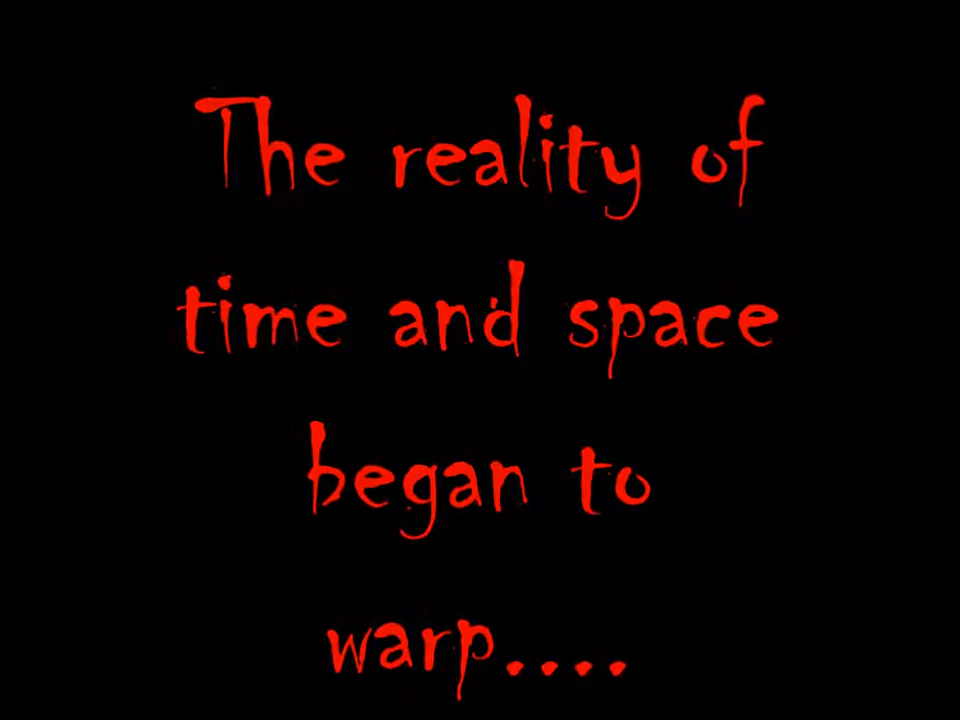 The reality of
time and space
began to
warp....